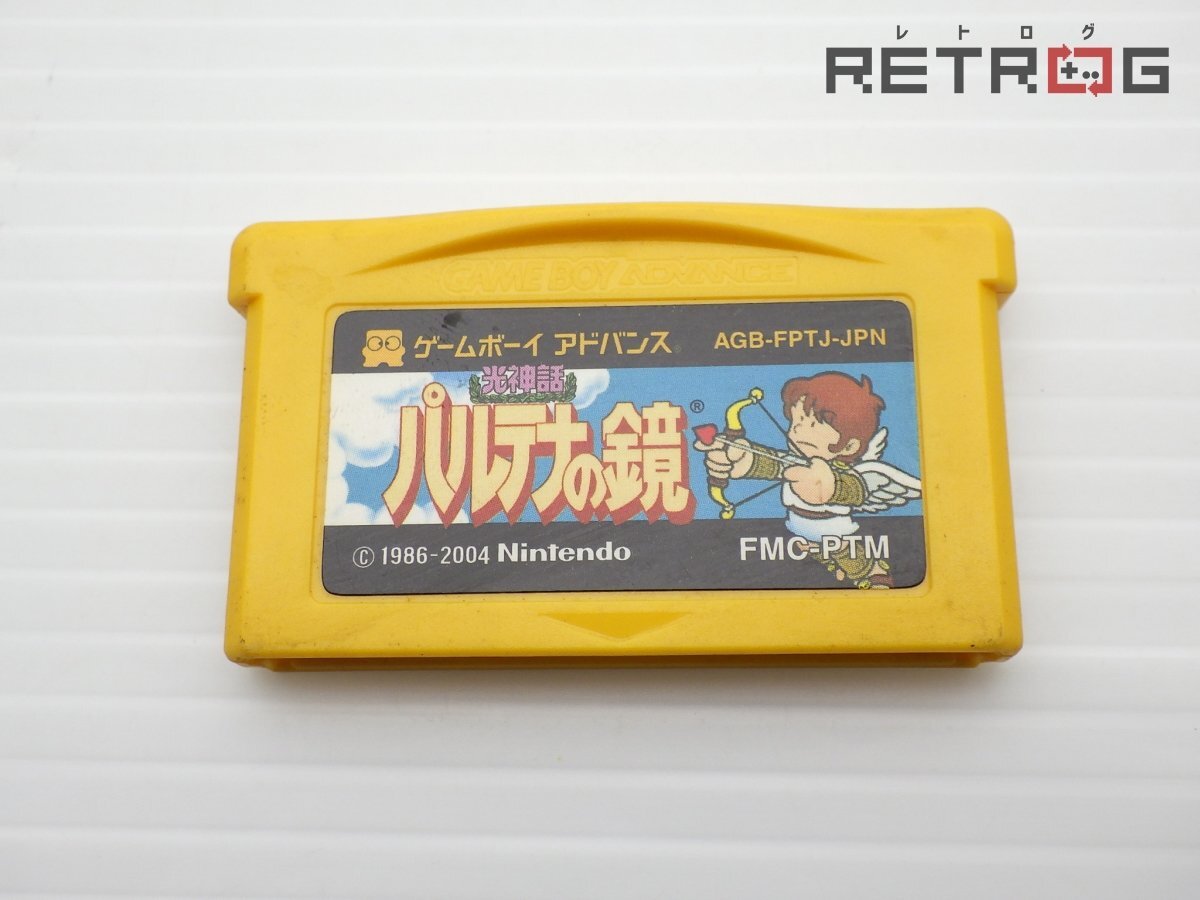 レトログ
RETROG
GAME BOY ADVANCE
ゲームボーイ アドバンス AGB-FPTJ-JPN
光神話
パルテナの鏡®
© 1986-2004 Nintendo FMC-PTM